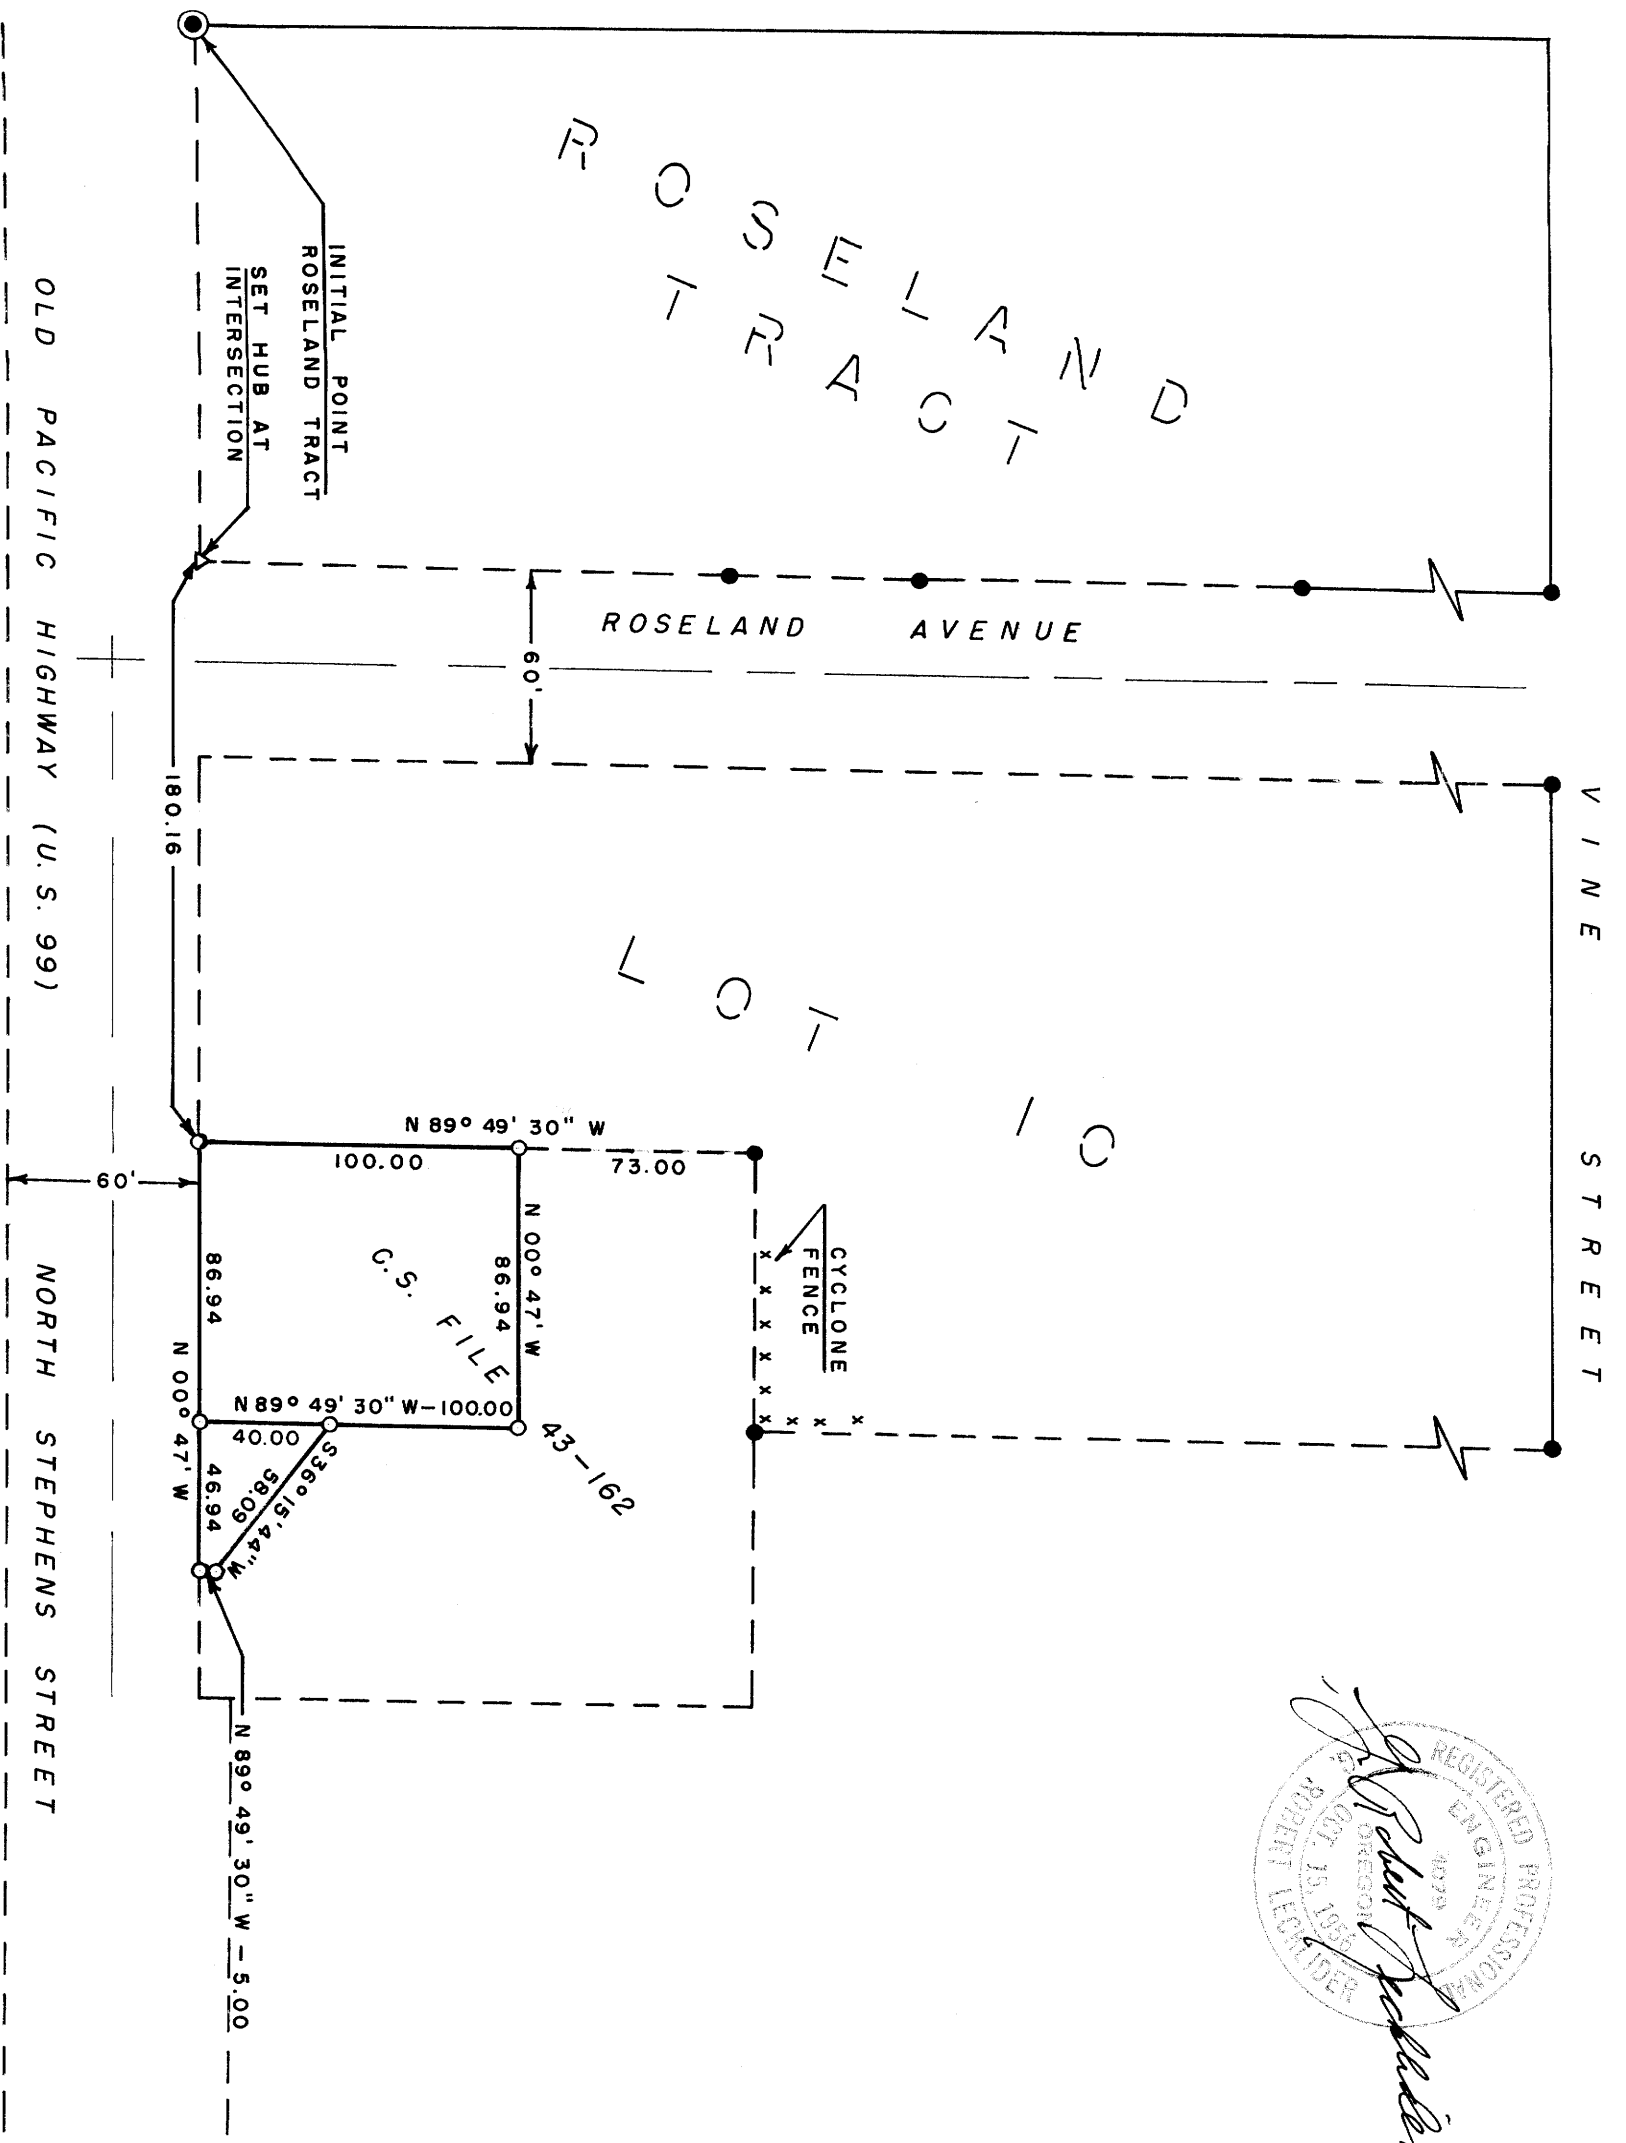 ROSELAND
TRACT
INITIAL POINT
ROSELAND TRACT
SET HUB AT
INTERSECTION
OLD PACIFIC HIGHWAY (U.S. 99)
NORTH STEPHENS STREET
ROSELAND AVENUE
60'
VINE STREET
180.16
LOT 10
N 89° 49' 30" W
100.00
73.00
60'
CYCLONE
FENCE
N 00° 47' W
86.94
86.94
C.S. FILE
43-162
N 89° 49' 30" W-100.00
40.00
N 00° 47' W
46.94
S 36° 15' 44" W
58.09
N 89° 49' 30" W - 5.00
REGISTERED PROFESSIONAL
ENGINEER
OREGON
OCT. 15, 1956
G. ROBERT LECKLIDER